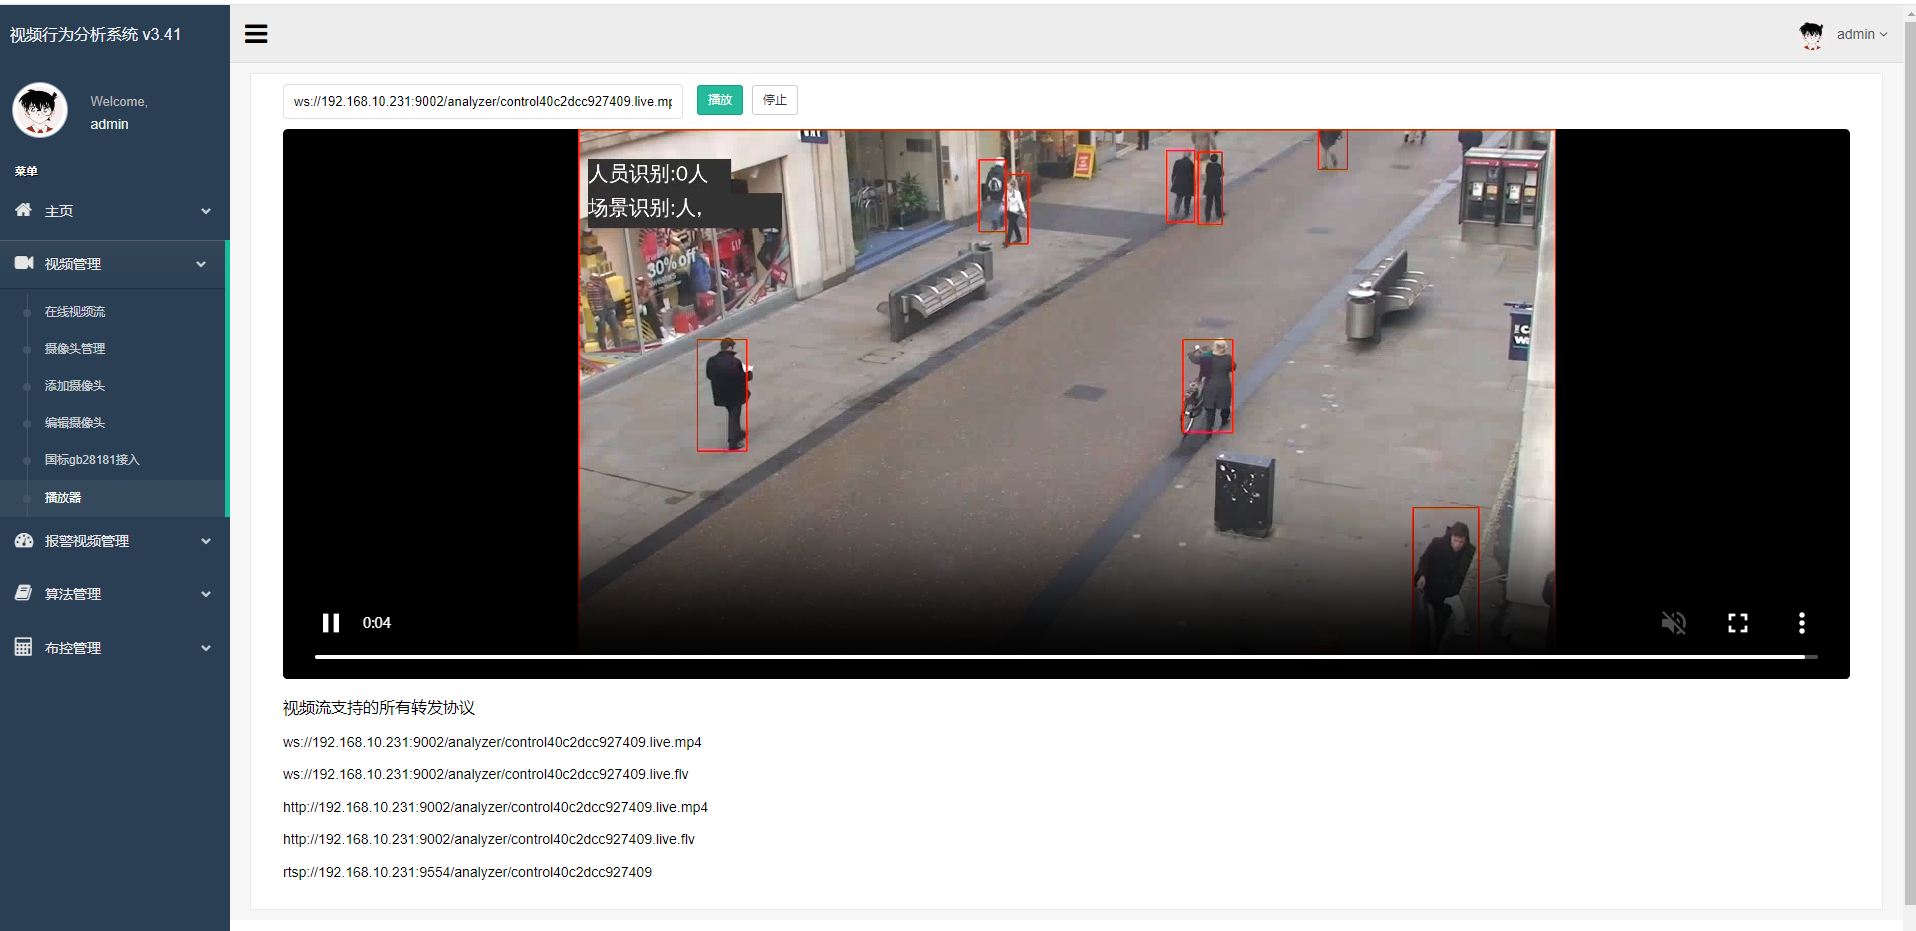 视频行为分析系统 v3.41
Welcome,
admin
菜单
主页
视频管理
在线视频流
摄像头管理
添加摄像头
编辑摄像头
国标gb28181接入
播放器
报警视频管理
算法管理
布控管理
admin
ws://192.168.10.231:9002/analyzer/control40c2dcc927409.live.mp
播放
停止
人员识别:0人
场景识别:人,
30%off
0:04
视频流支持的所有转发协议
ws://192.168.10.231:9002/analyzer/control40c2dcc927409.live.mp4
ws://192.168.10.231:9002/analyzer/control40c2dcc927409.live.flv
http://192.168.10.231:9002/analyzer/control40c2dcc927409.live.mp4
http://192.168.10.231:9002/analyzer/control40c2dcc927409.live.flv
rtsp://192.168.10.231:9554/analyzer/control40c2dcc927409